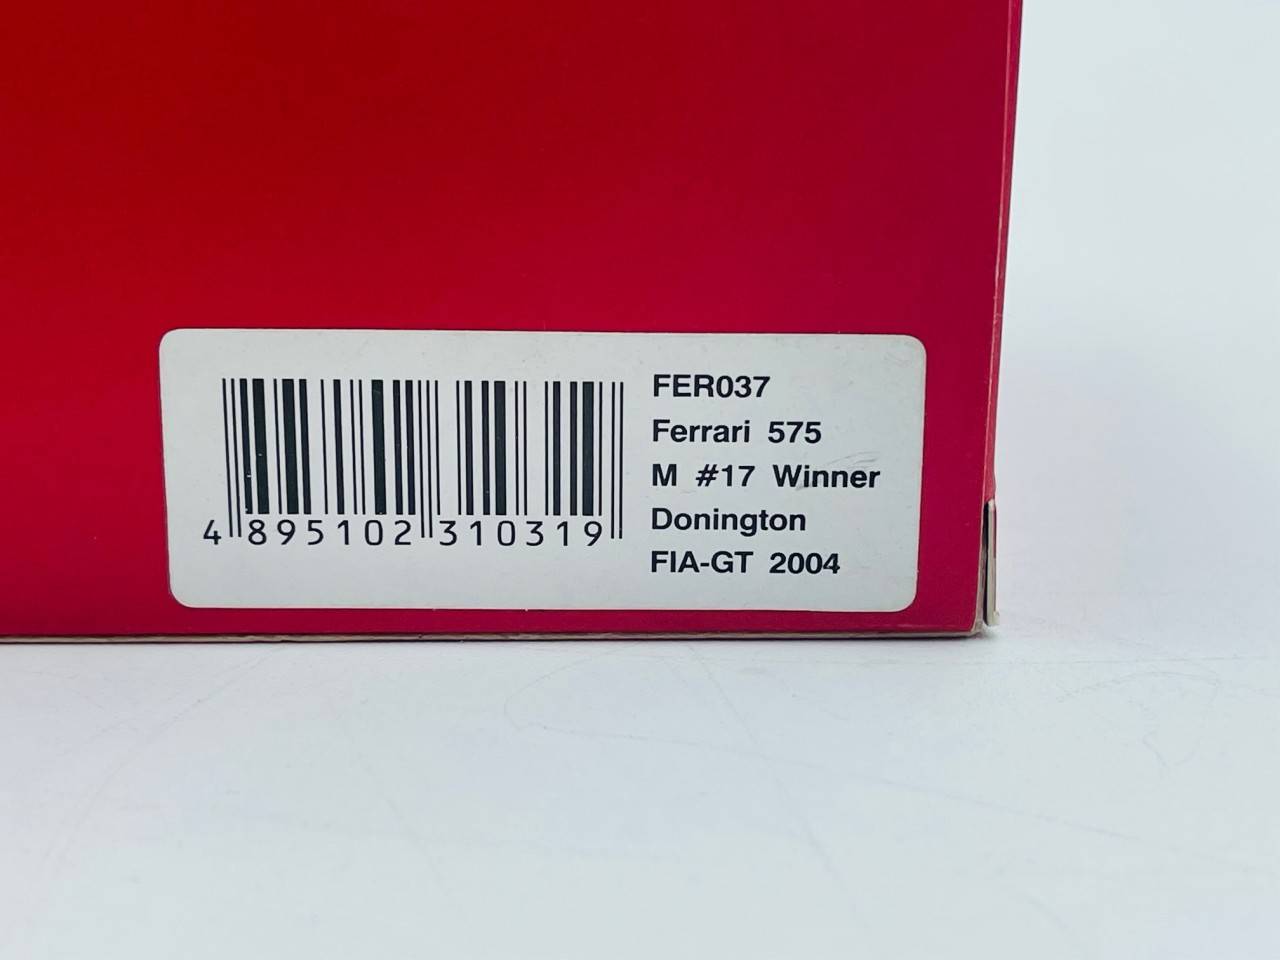 FER037
Ferrari 575
M #17 Winner
Donington
FIA-GT 2004
4 895102 310319